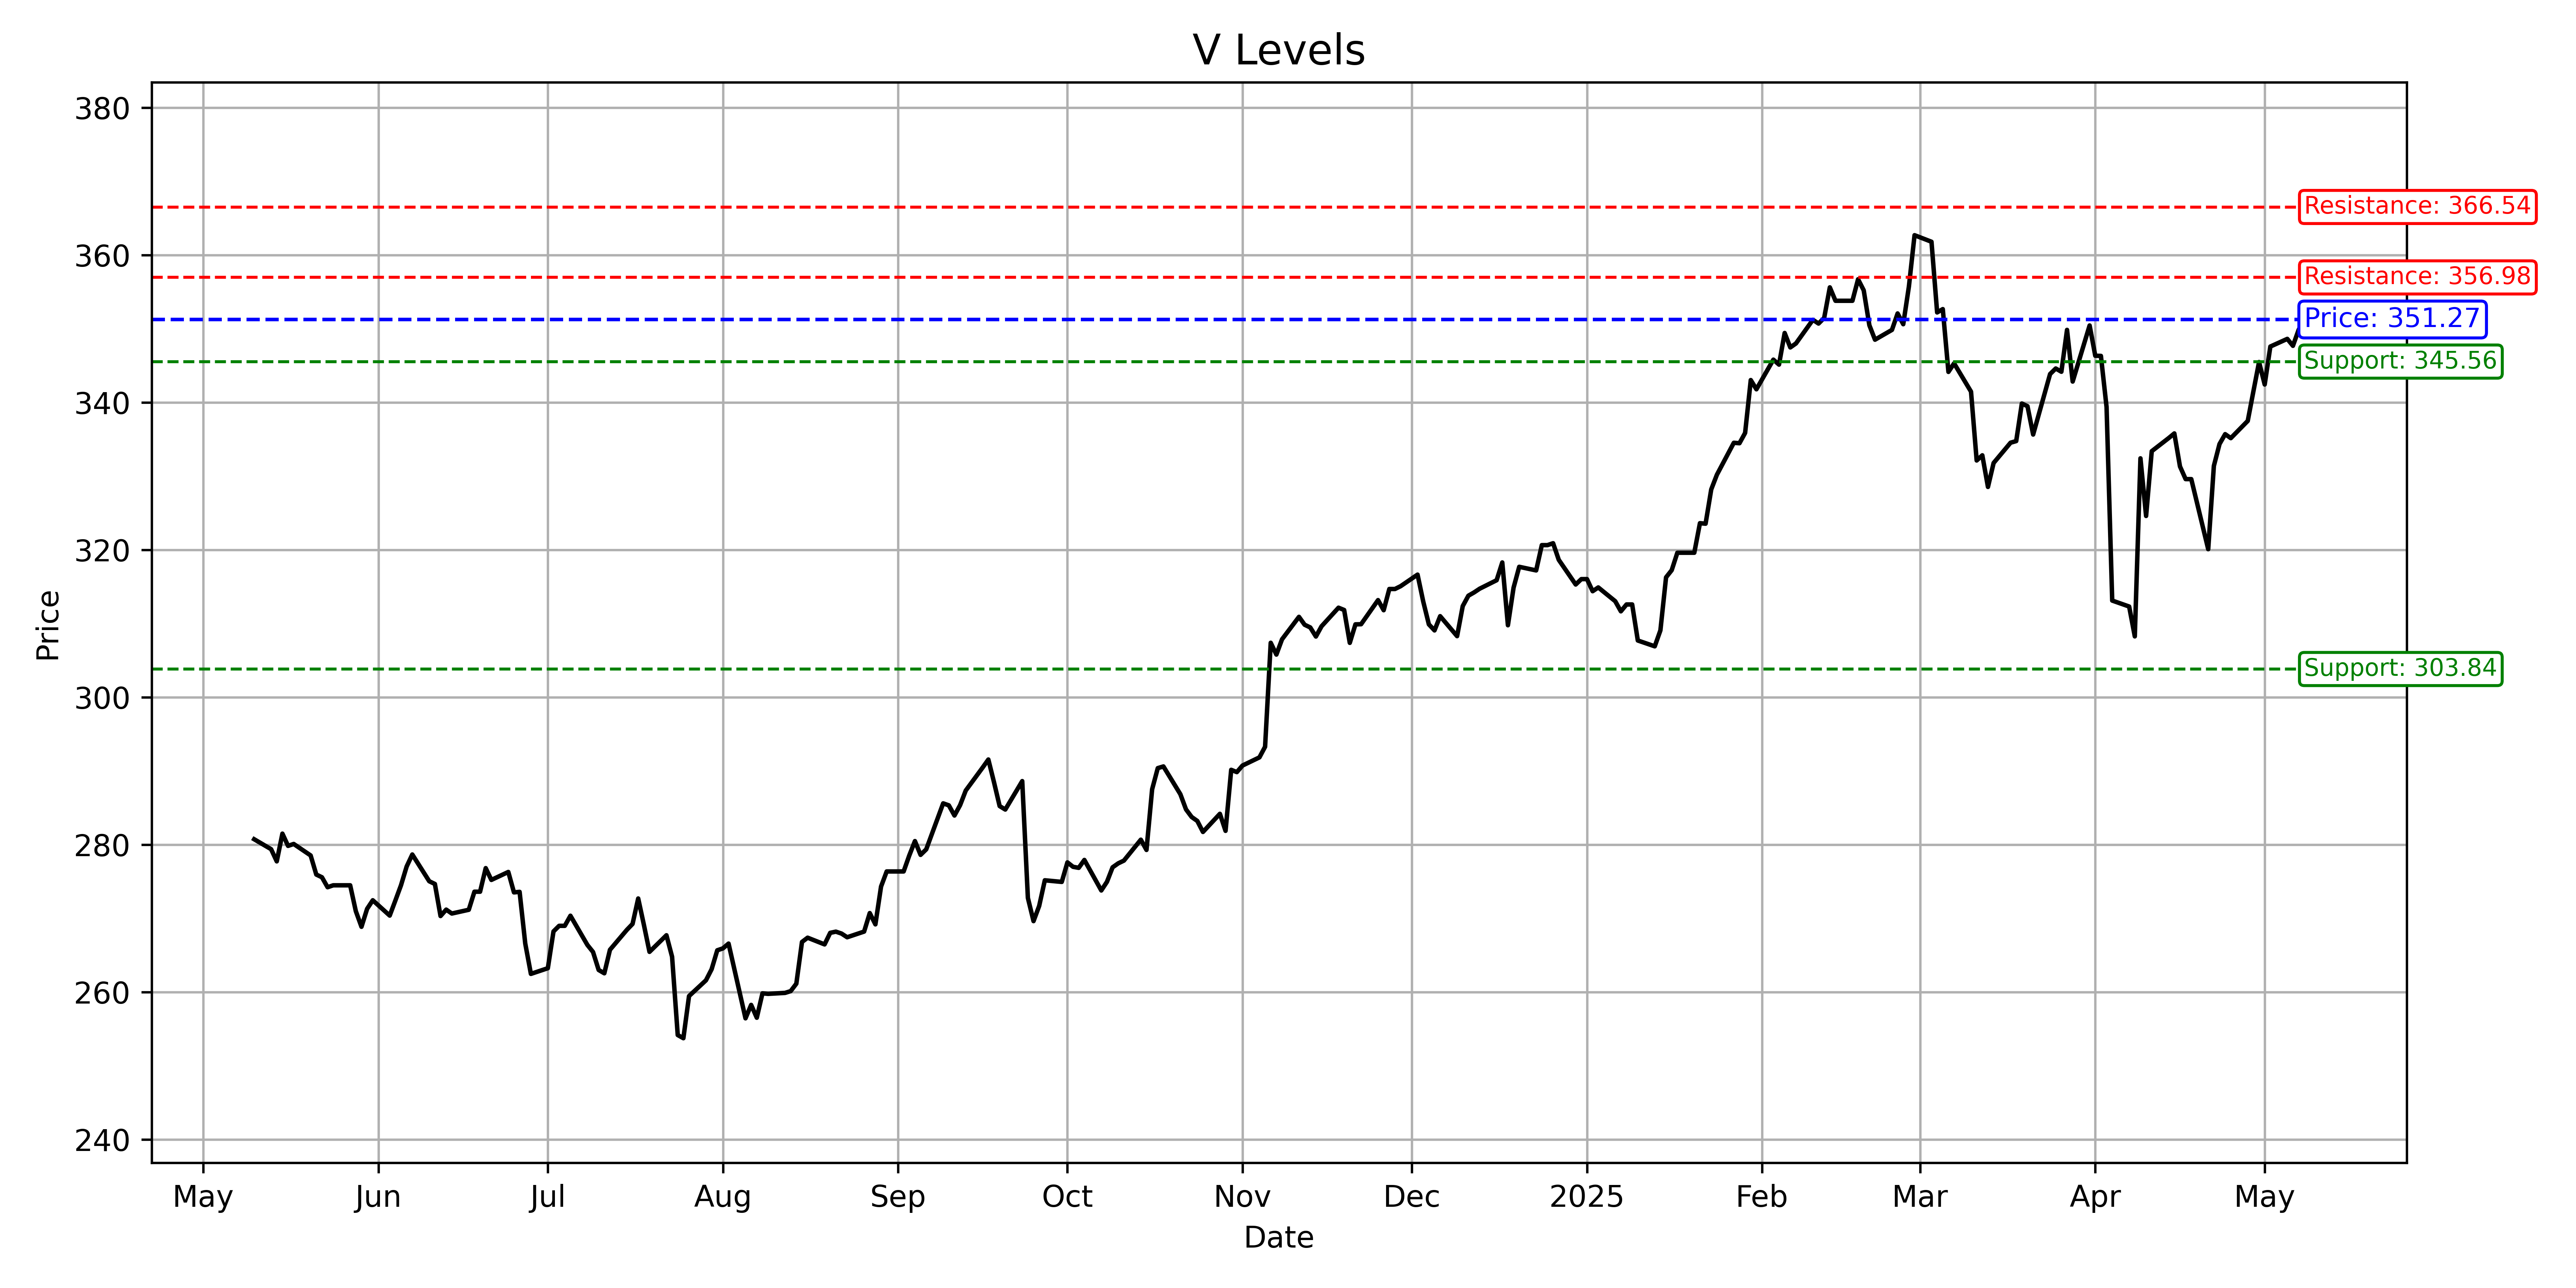 V Levels
380
360
340
320
300
280
260
240
Price
Resistance: 366.54
Resistance: 356.98
Price: 351.27
Support: 345.56
Support: 303.84
May Jun Jul Aug Sep Oct Nov Dec 2025 Feb Mar Apr May
Date